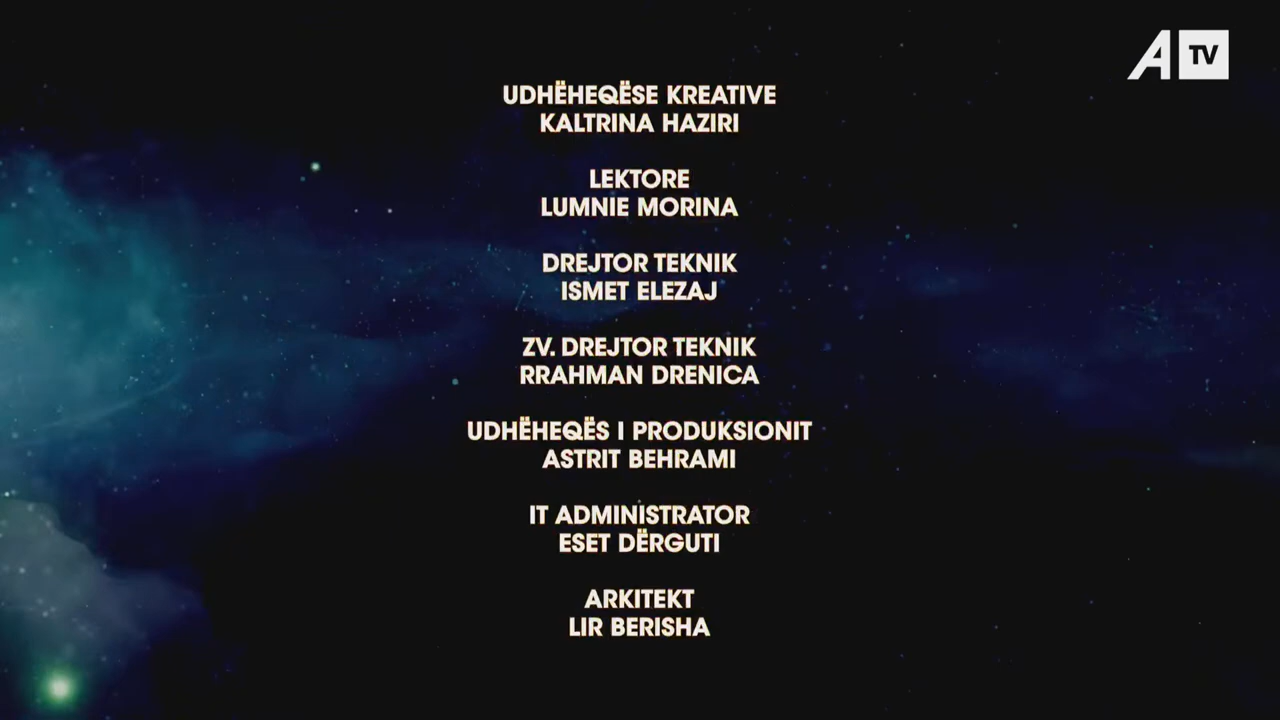 A TV
UDHËHEQËSE KREATIVE
KALTRINA HAZIRI
LEKTORE
LUMNIE MORINA
DREJTOR TEKNIK
ISMET ELEZAJ
ZV. DREJTOR TEKNIK
RRAHMAN DRENICA
UDHËHEQËS I PRODUKSIONIT
ASTRIT BEHRAMI
IT ADMINISTRATOR
ESET DËRGUTI
ARKITEKT
LIR BERISHA